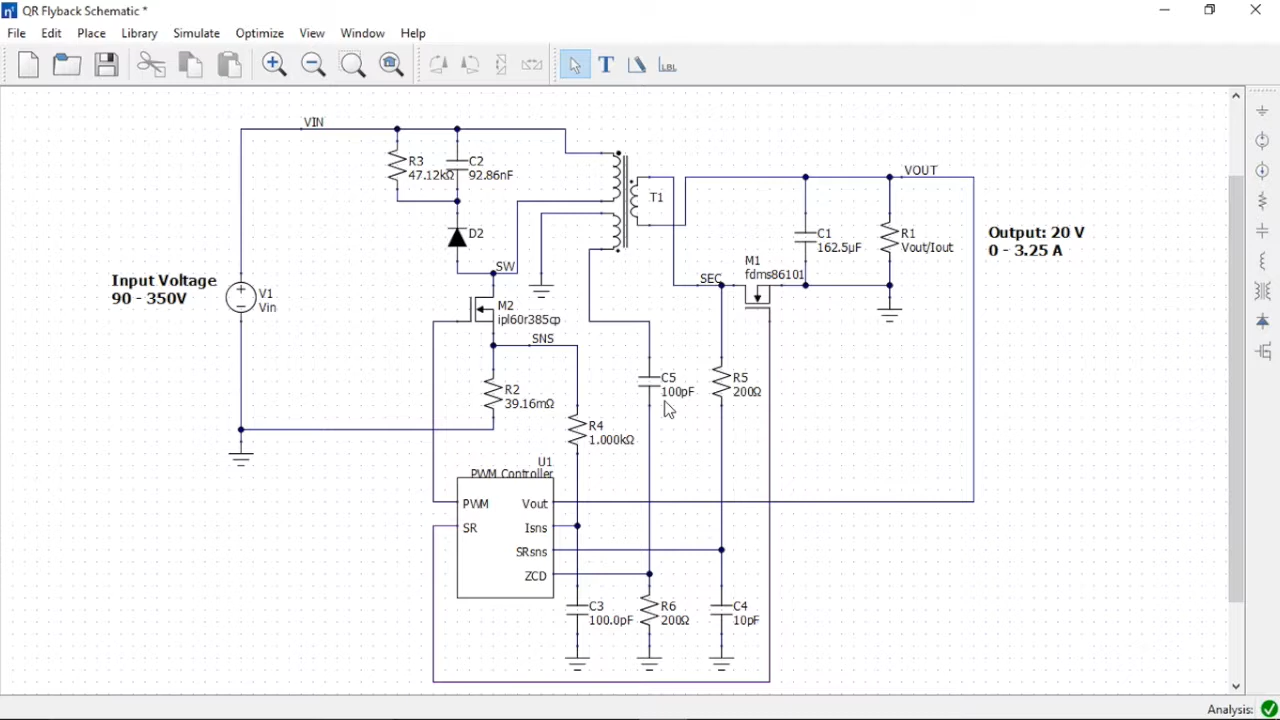 n'
QR Flyback Schematic *
File Edit Place Library Simulate Optimize View Window Help
T
LBL
VIN
R3
47.12kΩ
C2
92.86nF
T1
VOUT
D2
C1
162.5µF
R1
Vout/Iout
Output: 20 V
0 - 3.25 A
SW
SEC
M1
fdms86101
Input Voltage
90 - 350V
V1
Vin
M2
ipl60r385cp
SNS
R2
39.16mΩ
C5
100pF
R5
200Ω
R4
1.000kΩ
U1
PWM Controller
PWM Vout
SR Isns
SRsns
ZCD
C3
100.0pF
R6
200Ω
C4
10pF
Analysis: